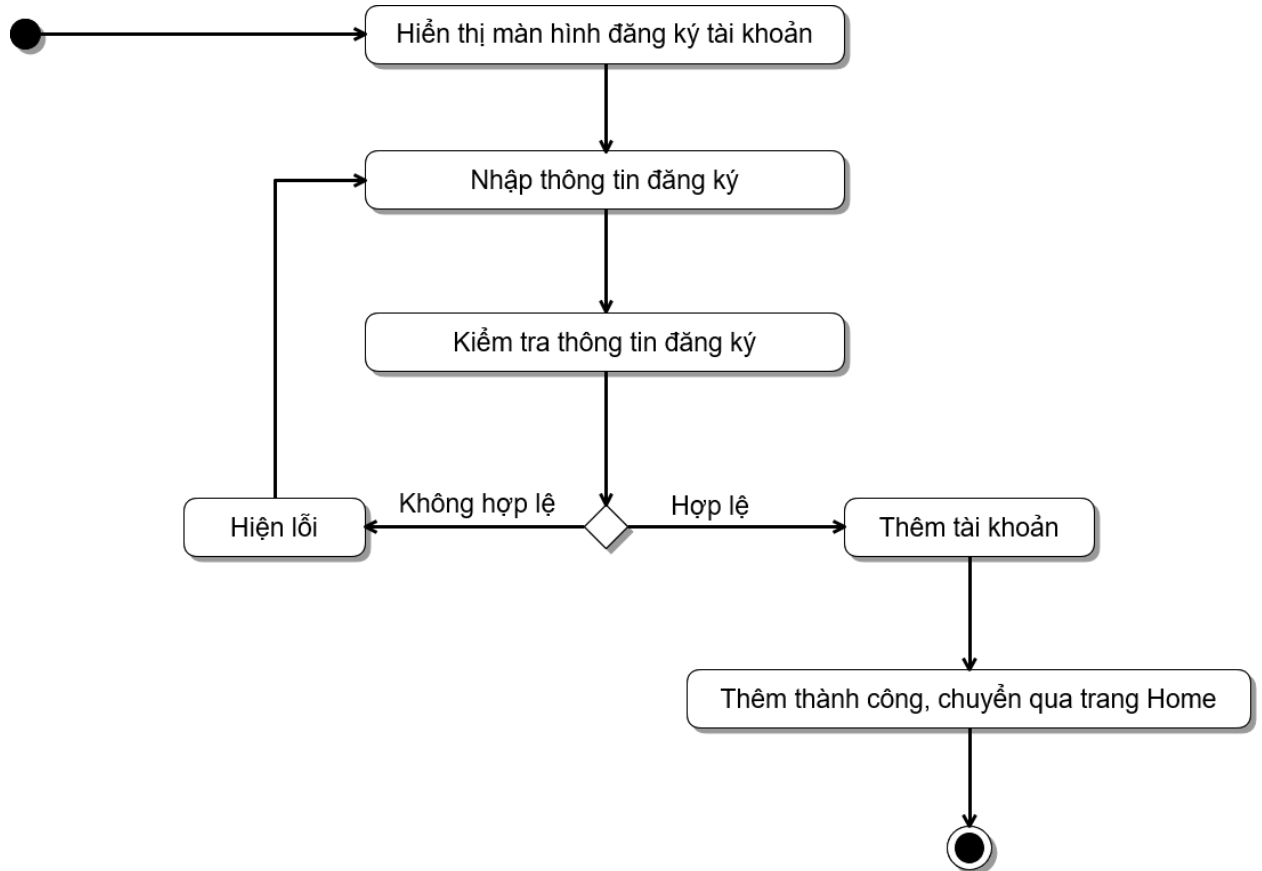 Hiển thị màn hình đăng ký tài khoản
Nhập thông tin đăng ký
Kiểm tra thông tin đăng ký
Không hợp lệ
Hợp lệ
Hiện lỗi
Thêm tài khoản
Thêm thành công, chuyển qua trang Home